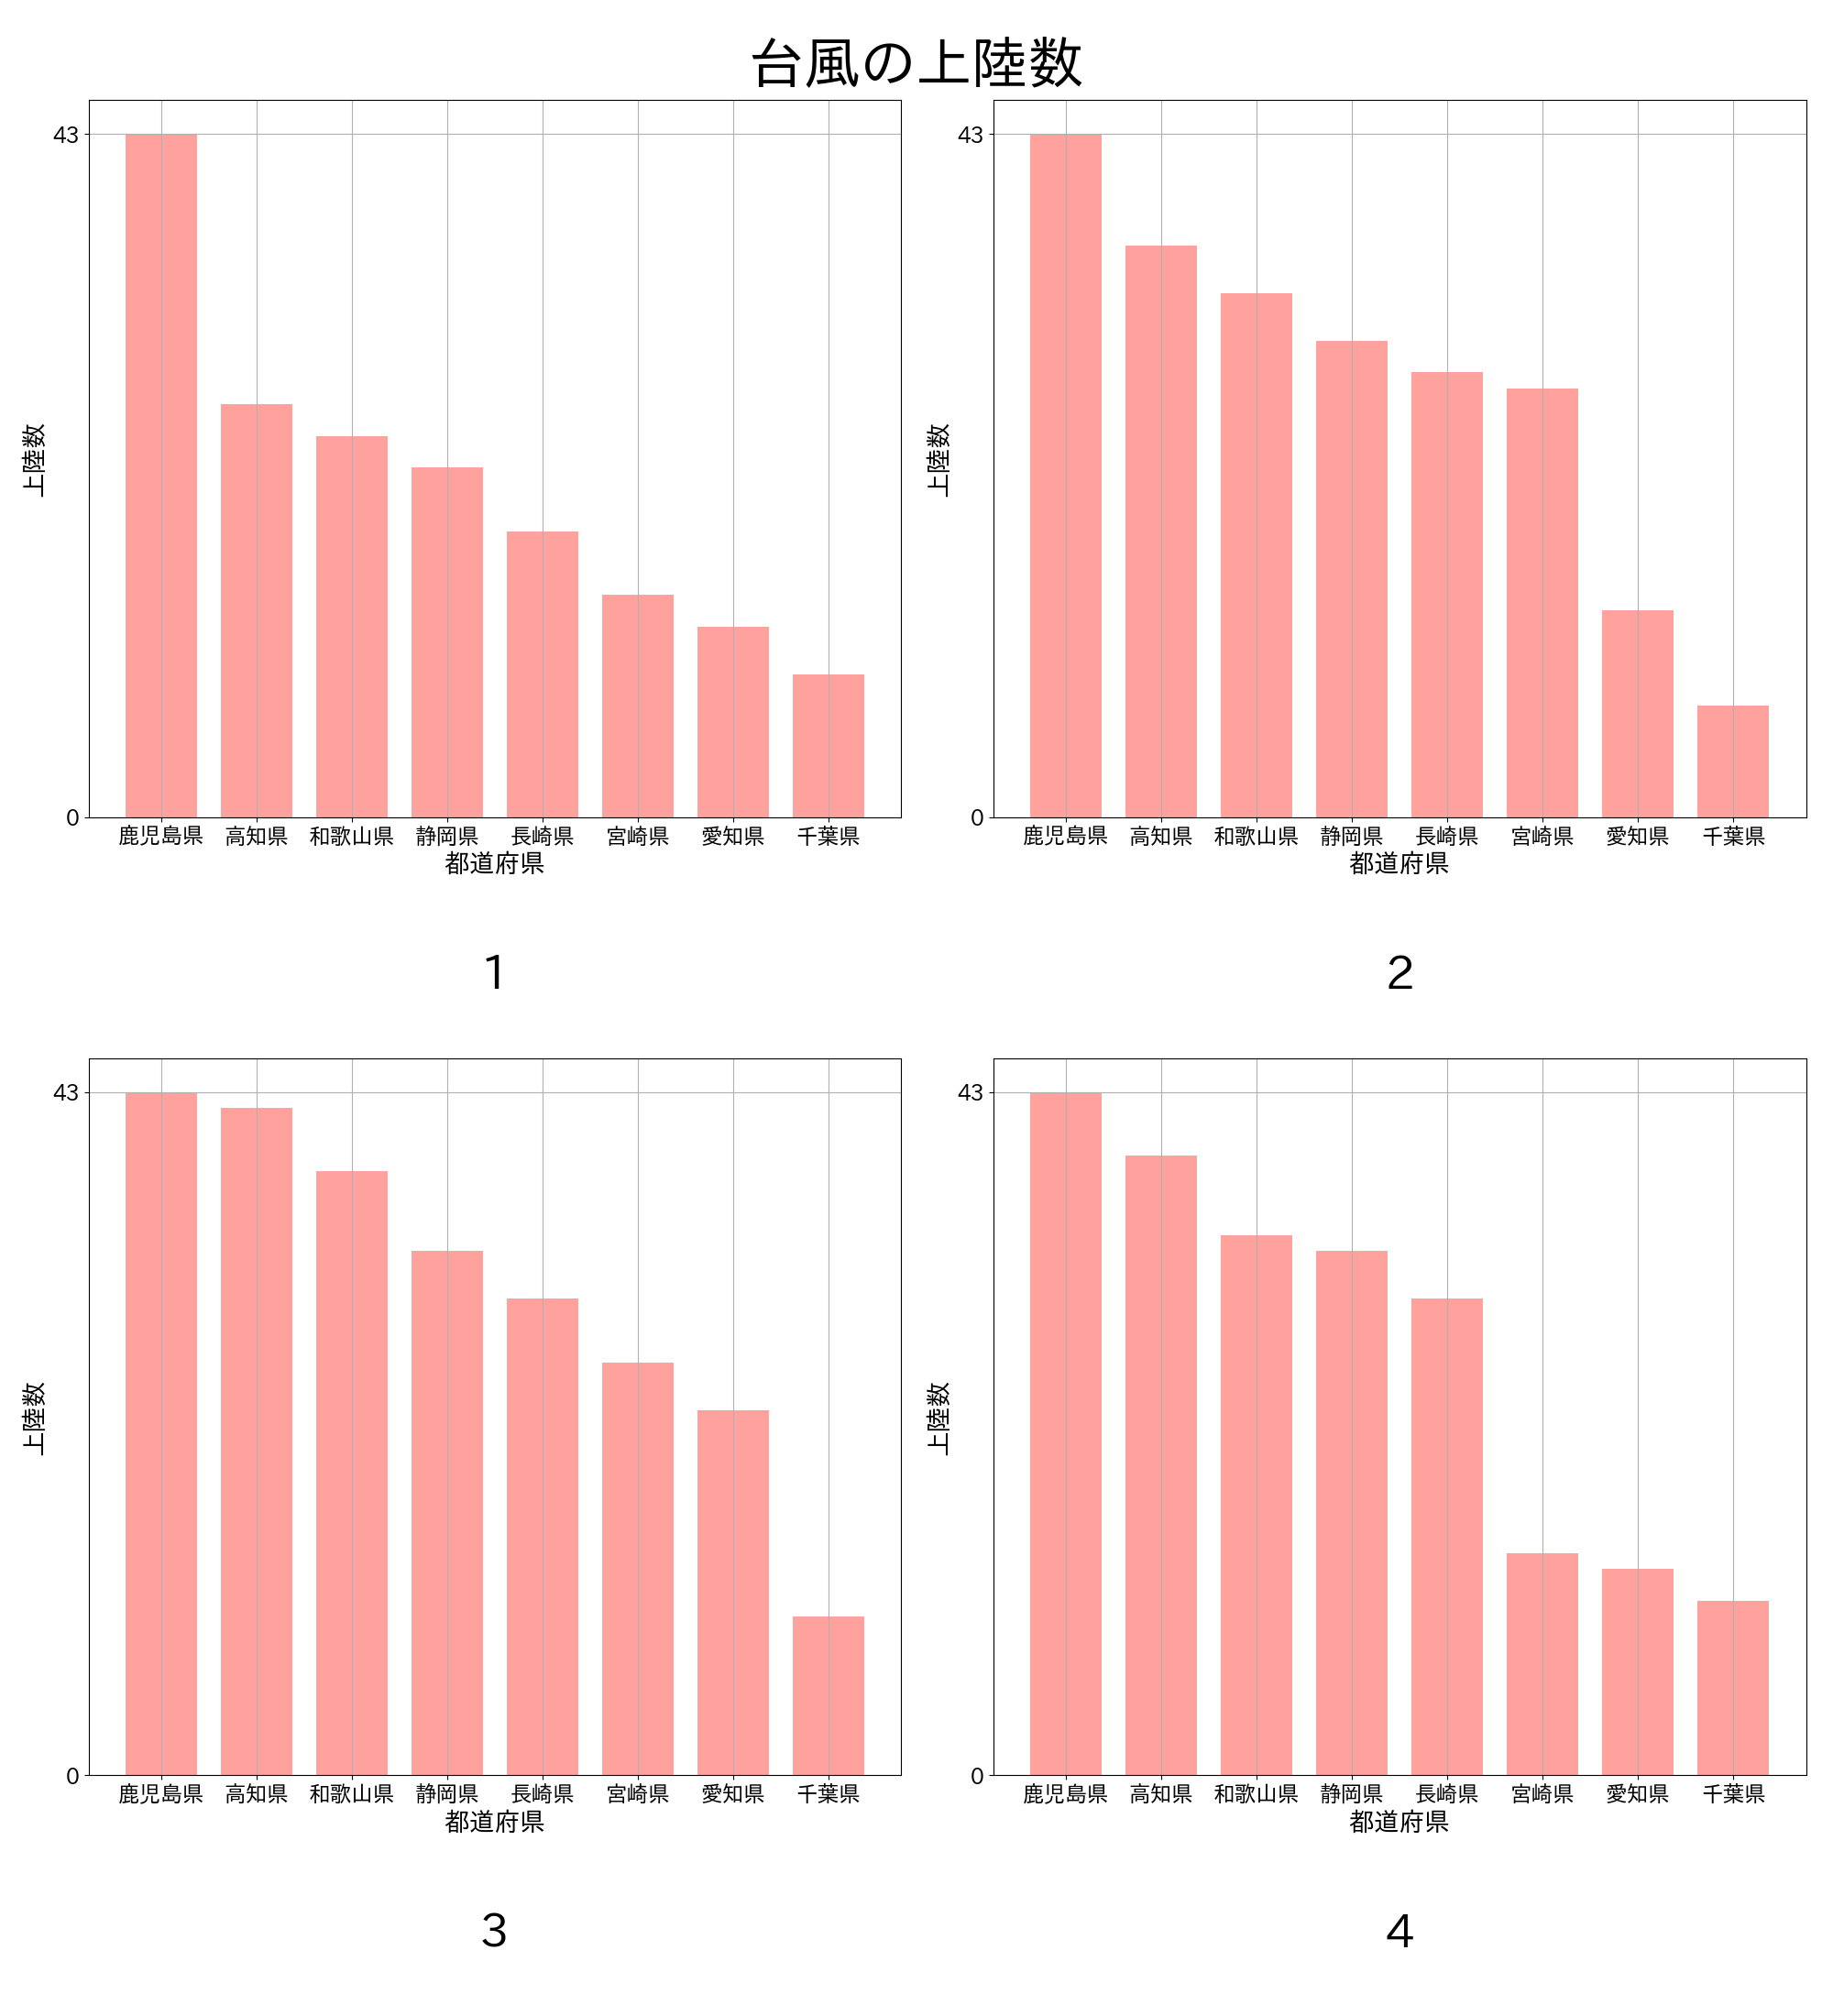 台風の上陸数
43
0
上陸数
鹿児島県 高知県 和歌山県 静岡県 長崎県 宮崎県 愛知県 千葉県
都道府県
1
43
0
上陸数
鹿児島県 高知県 和歌山県 静岡県 長崎県 宮崎県 愛知県 千葉県
都道府県
2
43
0
上陸数
鹿児島県 高知県 和歌山県 静岡県 長崎県 宮崎県 愛知県 千葉県
都道府県
3
43
0
上陸数
鹿児島県 高知県 和歌山県 静岡県 長崎県 宮崎県 愛知県 千葉県
都道府県
4